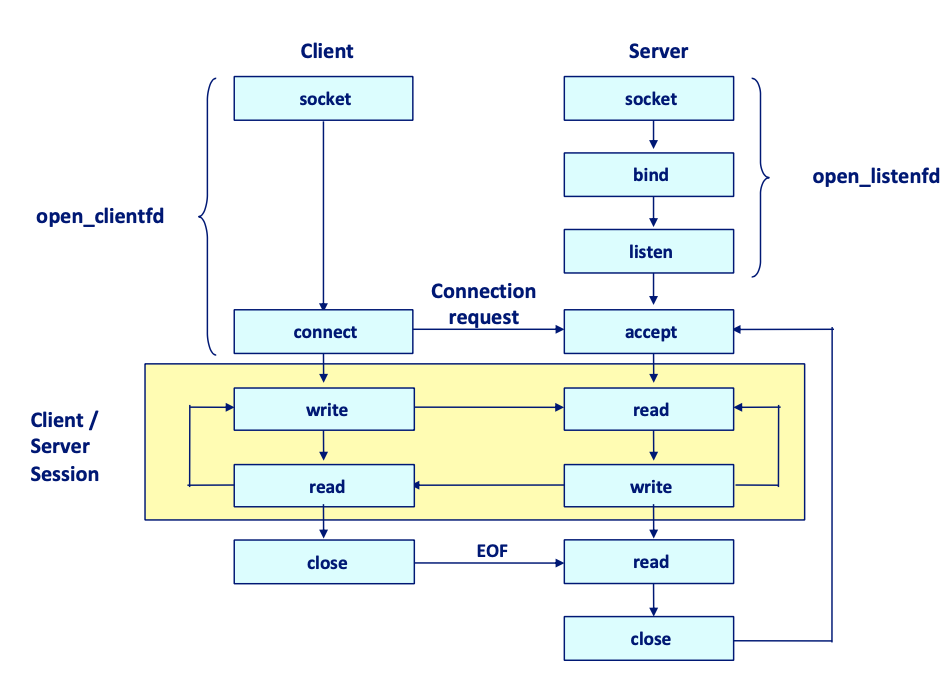 Client
Server
socket
socket
bind
open_listenfd
open_clientfd
listen
Connection
request
connect
accept
Client /
Server
Session
write
read
read
write
close
EOF
read
close